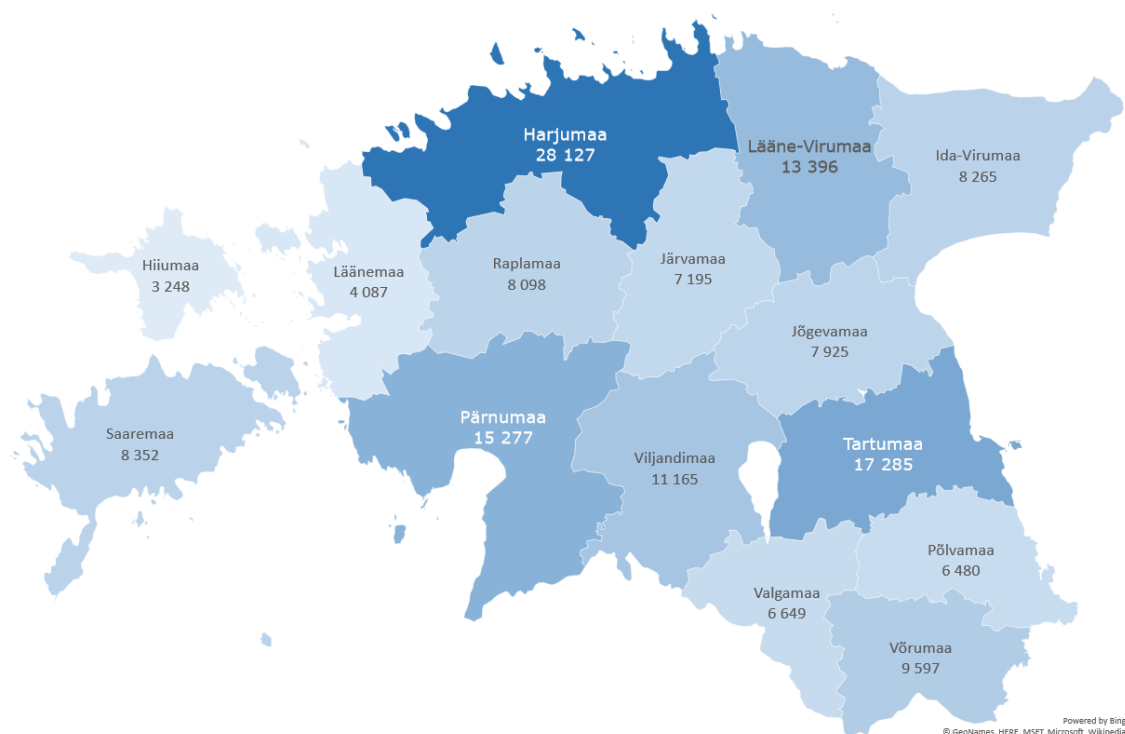 Harjumaa
28 127
Lääne-Virumaa
13 396
Ida-Virumaa
8 265
Hiiumaa
3 248
Läänemaa
4 087
Raplamaa
8 098
Järvamaa
7 195
Jõgevamaa
7 925
Saaremaa
8 352
Pärnumaa
15 277
Viljandimaa
11 165
Tartumaa
17 285
Põlvamaa
6 480
Valgamaa
6 649
Võrumaa
9 597
Powered by Bing
© GeoNames, HERE, MSFT, Microsoft, Wikipedia